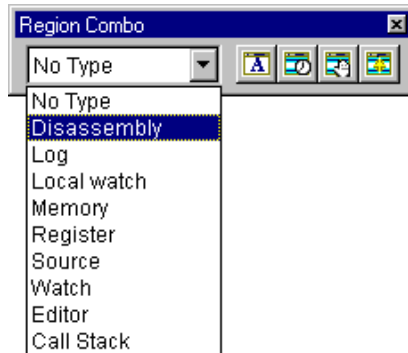 Region Combo
No Type
No Type
Disassembly
Log
Local watch
Memory
Register
Source
Watch
Editor
Call Stack
A